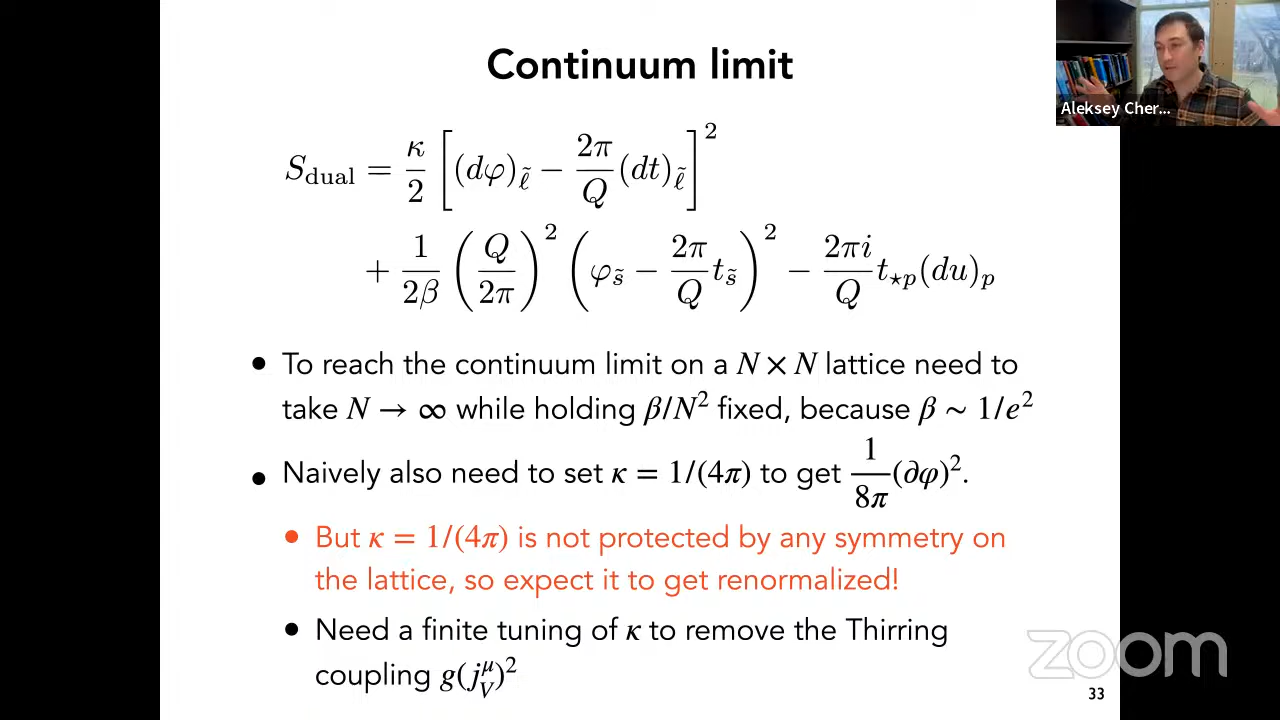 Continuum limit
Aleksey Cher...
S_dual = κ/2 [(dφ)_ℓ̃ − 2π/Q (dt)_ℓ̃]^2
+ 1/2β (Q/2π)^2 (φ_s̃ − 2π/Q t_s̃)^2 − 2πi/Q t_⋆p (du)_p
• To reach the continuum limit on a N × N lattice need to
take N → ∞ while holding β/N² fixed, because β ∼ 1/e²
• Naively also need to set κ = 1/(4π) to get 1/8π (∂φ)².
• But κ = 1/(4π) is not protected by any symmetry on
the lattice, so expect it to get renormalized!
• Need a finite tuning of κ to remove the Thirring
coupling g(j_V^μ)²
zoom
33